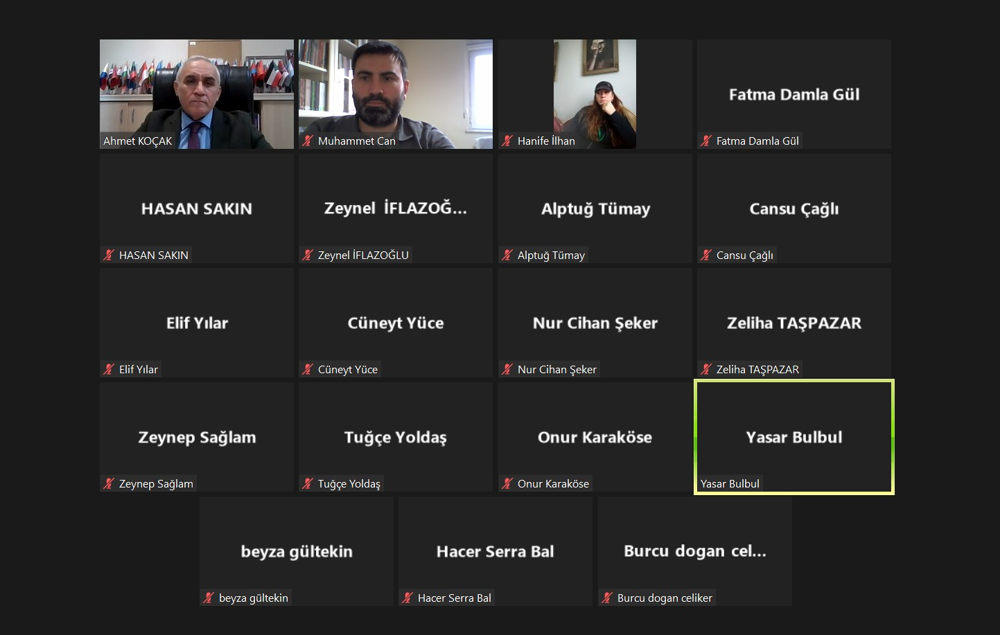 Ahmet KOÇAK
Muhammet Can
Hanife İlhan
Fatma Damla Gül
Fatma Damla Gül
HASAN SAKIN
HASAN SAKIN
Zeynel İFLAZOĞ...
Zeynel İFLAZOĞLU
Alptuğ Tümay
Alptuğ Tümay
Cansu Çağlı
Cansu Çağlı
Elif Yılar
Elif Yılar
Cüneyt Yüce
Cüneyt Yüce
Nur Cihan Şeker
Nur Cihan Şeker
Zeliha TAŞPAZAR
Zeliha TAŞPAZAR
Zeynep Sağlam
Zeynep Sağlam
Tuğçe Yoldaş
Tuğçe Yoldaş
Onur Karaköse
Onur Karaköse
Yasar Bulbul
Yasar Bulbul
beyza gültekin
beyza gültekin
Hacer Serra Bal
Hacer Serra Bal
Burcu dogan cel...
Burcu dogan celiker